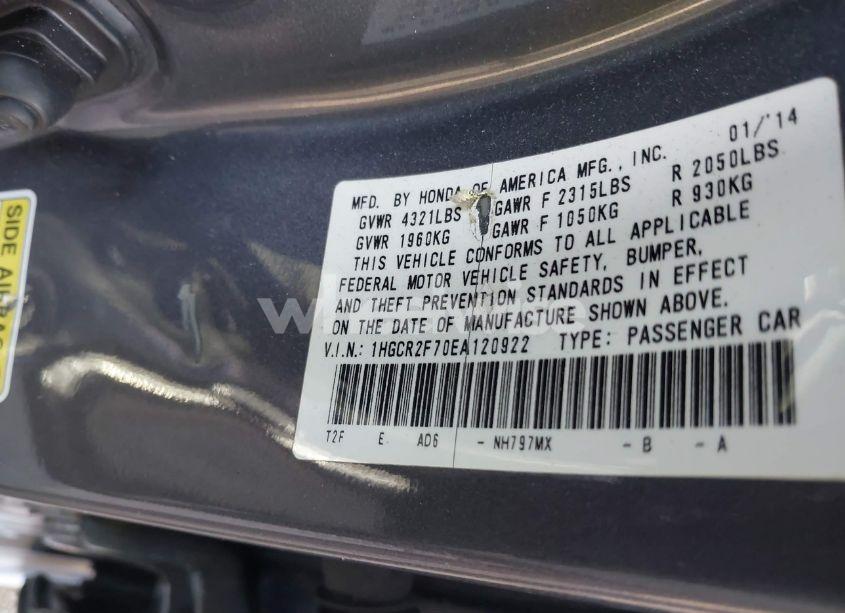 01/'14
MFD. BY HONDA OF AMERICA MFG., INC.
GVWR 4321LBS GAWR F 2315LBS R 2050LBS
GVWR 1960KG GAWR F 1050KG R 930KG
THIS VEHICLE CONFORMS TO ALL APPLICABLE
FEDERAL MOTOR VEHICLE SAFETY, BUMPER,
AND THEFT PREVENTION STANDARDS IN EFFECT
ON THE DATE OF MANUFACTURE SHOWN ABOVE.
V.I.N.: 1HGCR2F70EA120922 TYPE: PASSENGER CAR
T2F E AD6 - NH797MX - B - A
SIDE AIRBAG